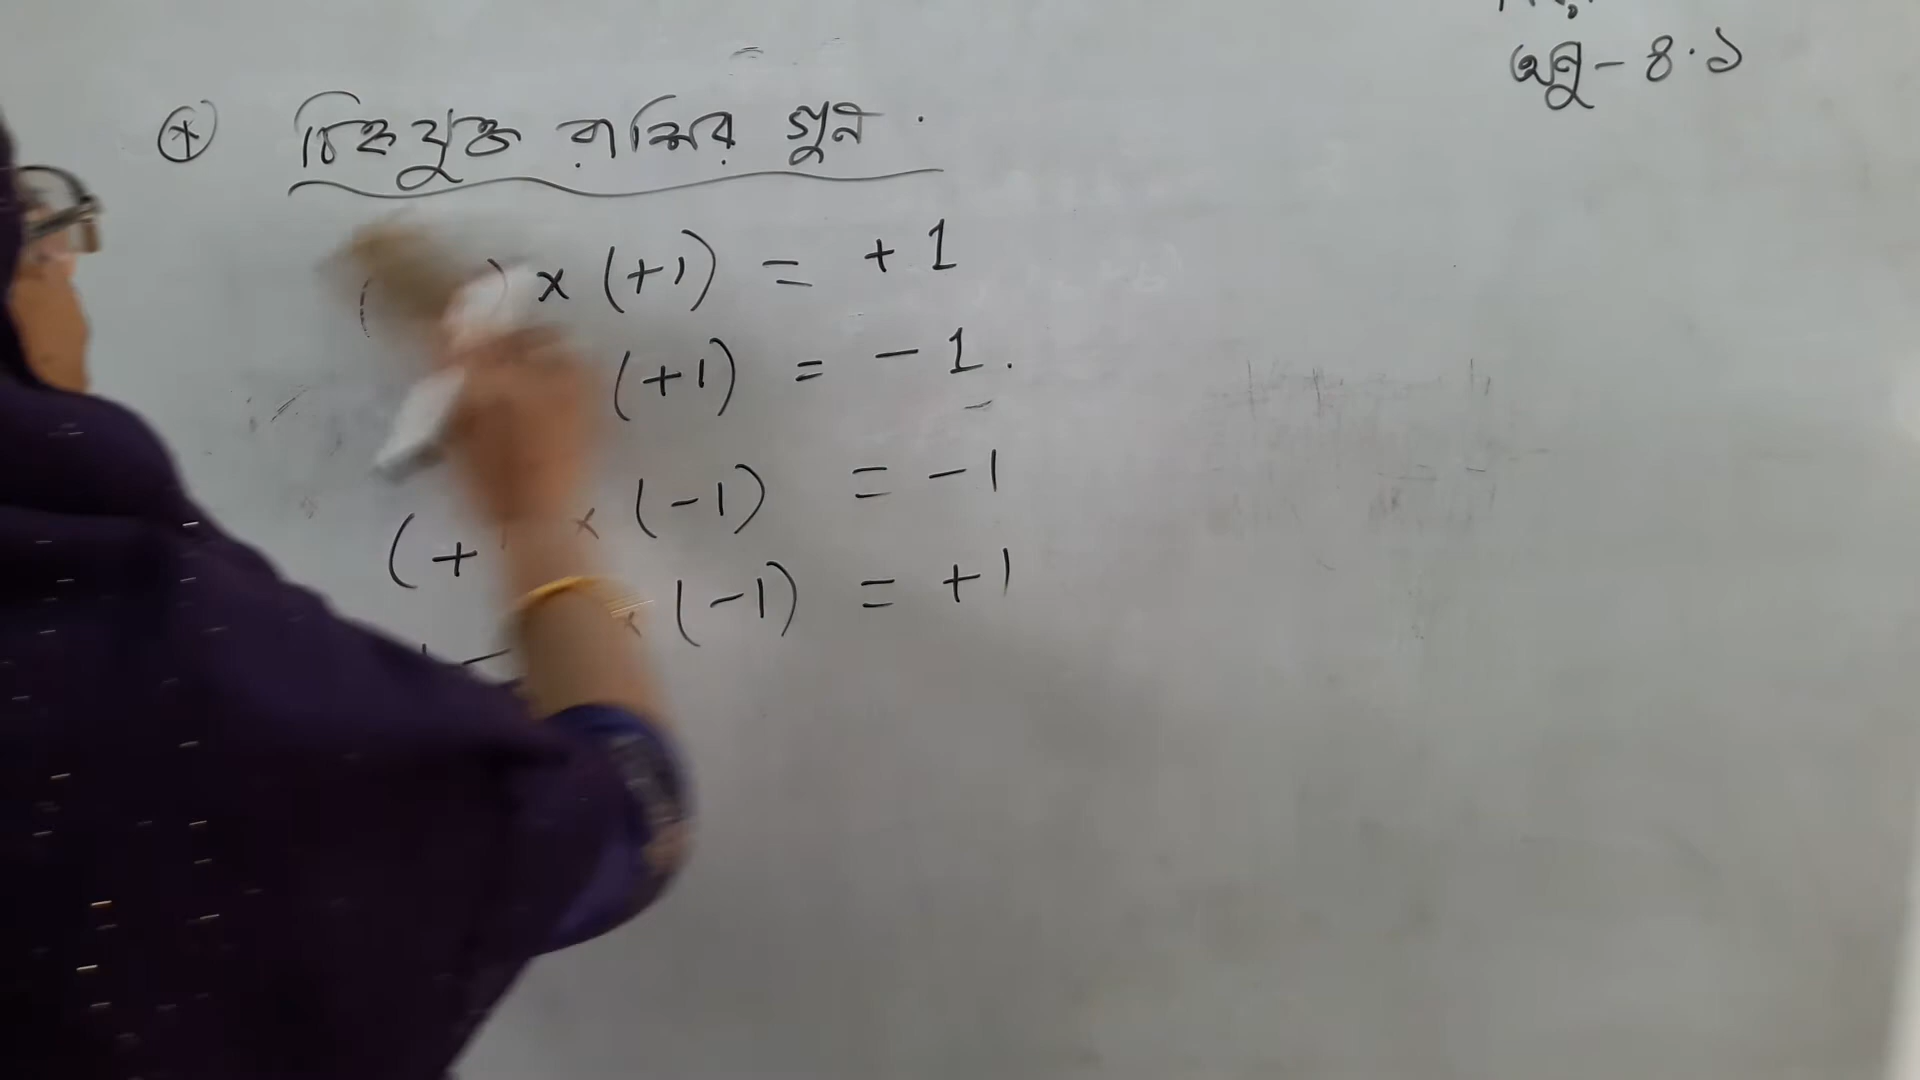 অনু - ৪.১
চিহ্নযুক্ত রাশির গুন .
× (+1) = + 1
(+1) = - 1 .
(+ × (-1) = -1
× (-1) = +1